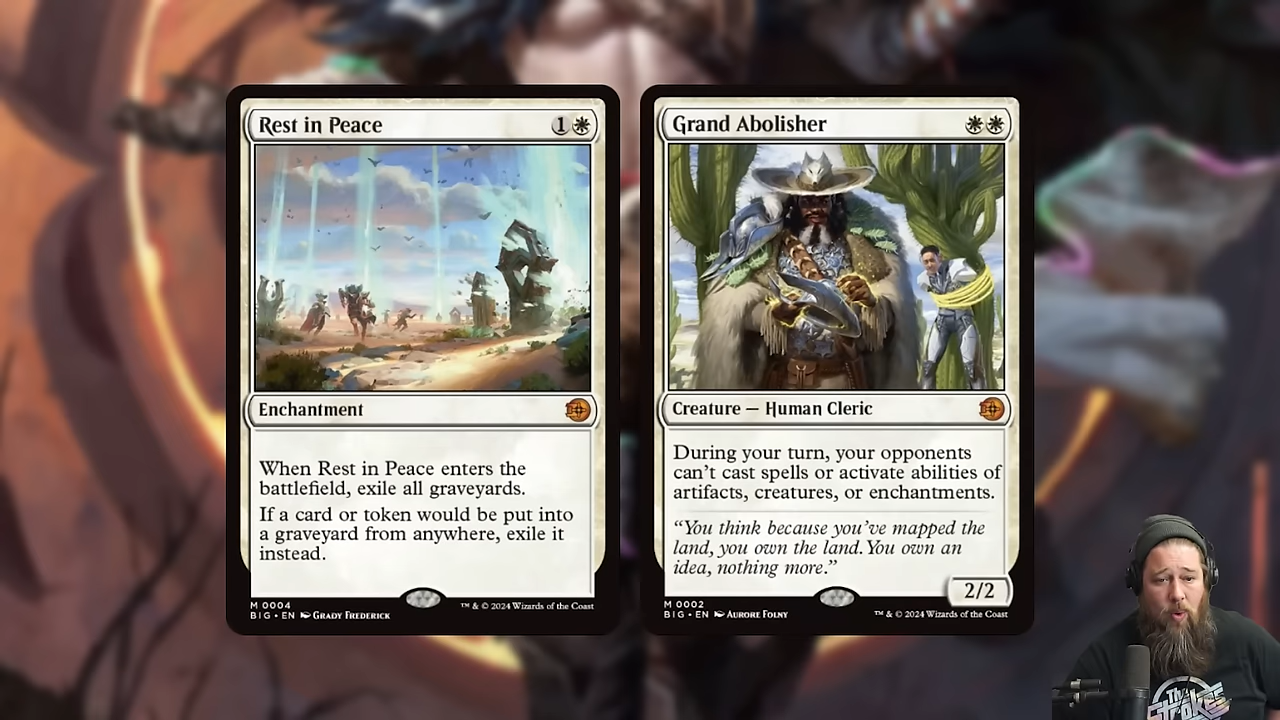 Rest in Peace 1
Enchantment
When Rest in Peace enters the
battlefield, exile all graveyards.
If a card or token would be put into
a graveyard from anywhere, exile it
instead.
M 0004
BIG • EN GRADY FREDERICK
™ & © 2024 Wizards of the Coast
Grand Abolisher
Creature — Human Cleric
During your turn, your opponents
can't cast spells or activate abilities of
artifacts, creatures, or enchantments.
"You think because you've mapped the
land, you own the land. You own an
idea, nothing more."
2/2
M 0002
BIG • EN AURORE FOLNY
™ & © 2024 Wizards of the Coast
The
Strokes